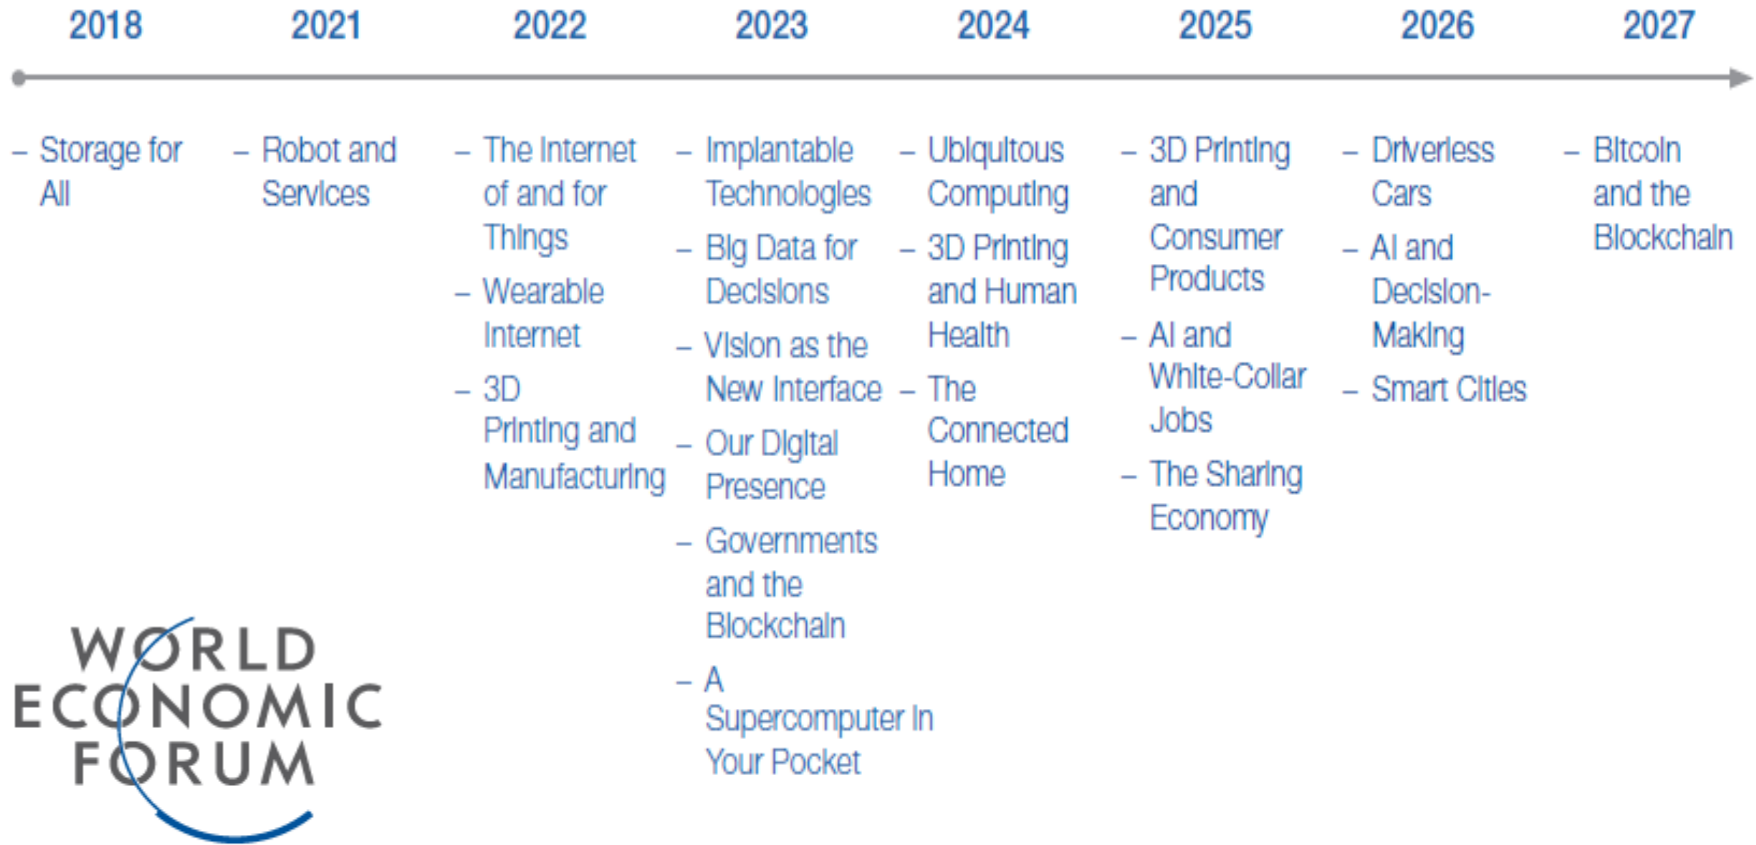 2018
2021
2022
2023
2024
2025
2026
2027
– Storage for
All
– Robot and
Services
– The Internet
of and for
Things
– Wearable
Internet
– 3D
Printing and
Manufacturing
– Implantable
Technologies
– Big Data for
Decisions
– Vision as the
New Interface
– Our Digital
Presence
– Governments
and the
Blockchain
– A
Supercomputer in
Your Pocket
– Ubiquitous
Computing
– 3D Printing
and Human
Health
– The
Connected
Home
– 3D Printing
and
Consumer
Products
– AI and
White-Collar
Jobs
– The Sharing
Economy
– Driverless
Cars
– AI and
Decision-
Making
– Smart Cities
– Bitcoin
and the
Blockchain
WORLD
ECONOMIC
FORUM